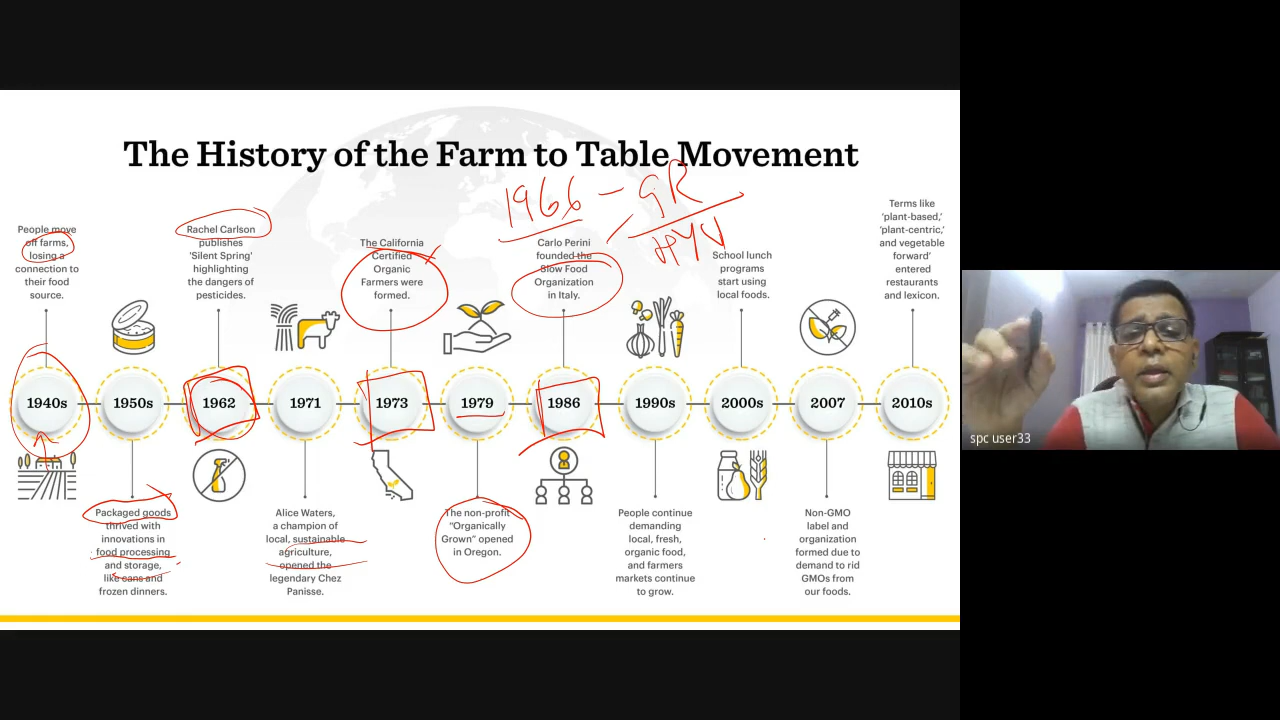 The History of the Farm to Table Movement
1966 - GR
HYV
People move
off farms,
losing a
connection to
their food
source.
Rachel Carlson
publishes
'Silent Spring'
highlighting
the dangers of
pesticides.
The California
Certified
Organic
Farmers were
formed.
Carlo Perini
founded the
Slow Food
Organization
in Italy.
School lunch
programs
start using
local foods.
Terms like
'plant-based,'
'plant-centric,'
and vegetable
forward'
entered
restaurants
and lexicon.
1940s
1950s
1962
1971
1973
1979
1986
1990s
2000s
2007
2010s
Packaged goods
thrived with
innovations in
food processing
and storage,
like cans and
frozen dinners.
Alice Waters,
a champion of
local, sustainable
agriculture,
opened the
legendary Chez
Panisse.
The non-profit
"Organically
Grown" opened
in Oregon.
People continue
demanding
local, fresh,
organic food,
and farmers
markets continue
to grow.
Non-GMO
label and
organization
formed due to
demand to rid
GMOs from
our foods.
spc user33